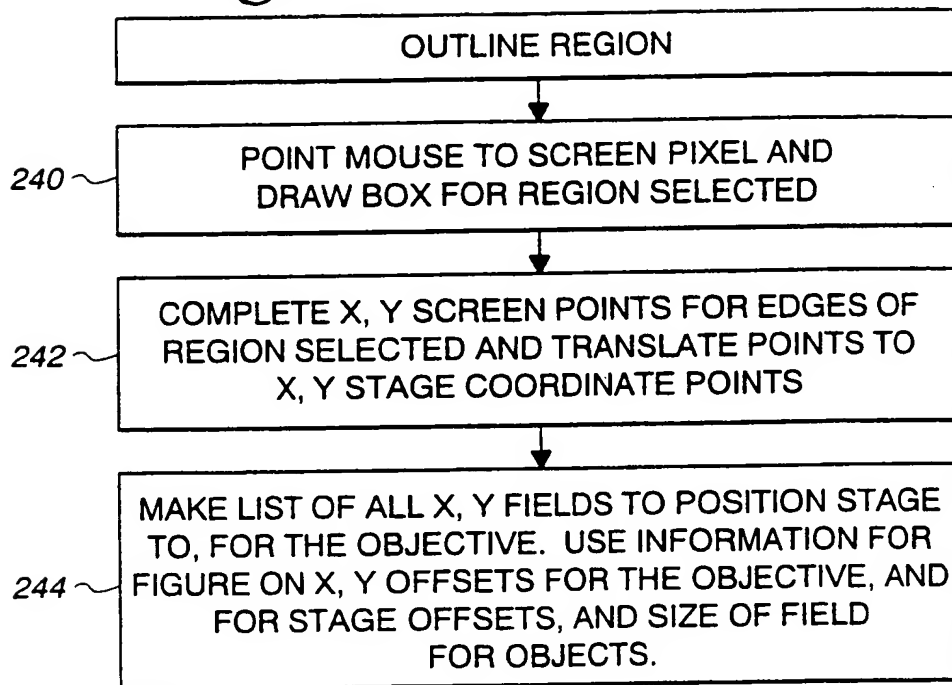 OUTLINE REGION
240
POINT MOUSE TO SCREEN PIXEL AND
DRAW BOX FOR REGION SELECTED
242
COMPLETE X, Y SCREEN POINTS FOR EDGES OF
REGION SELECTED AND TRANSLATE POINTS TO
X, Y STAGE COORDINATE POINTS
244
MAKE LIST OF ALL X, Y FIELDS TO POSITION STAGE
TO, FOR THE OBJECTIVE. USE INFORMATION FOR
FIGURE ON X, Y OFFSETS FOR THE OBJECTIVE, AND
FOR STAGE OFFSETS, AND SIZE OF FIELD
FOR OBJECTS.